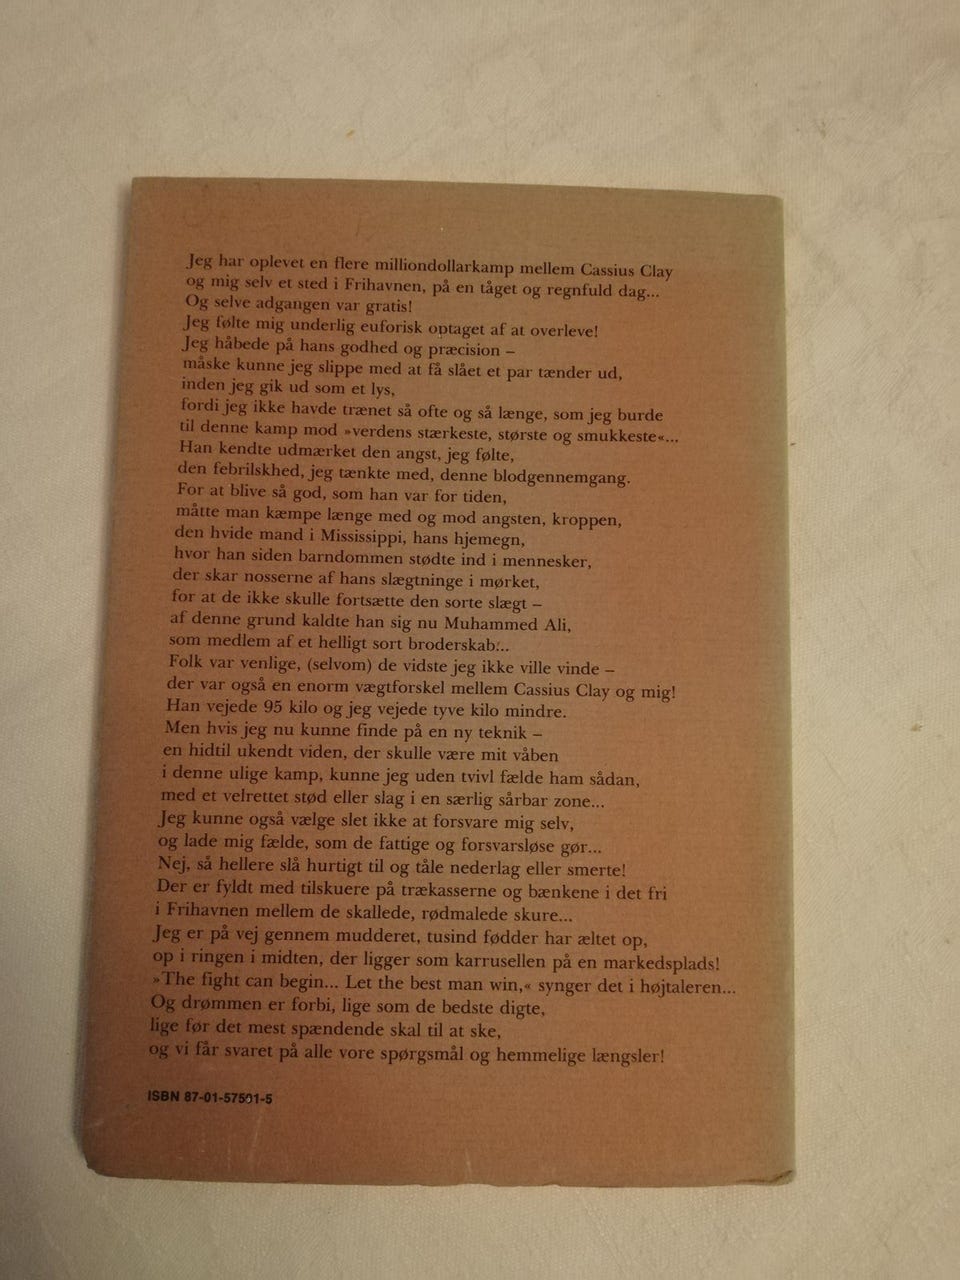 Jeg har oplevet en flere milliondollarkamp mellem Cassius Clay
og mig selv et sted i Frihavnen, på en tåget og regnfuld dag...
Og selve adgangen var gratis!
Jeg følte mig underlig euforisk optaget af at overleve!
Jeg håbede på hans godhed og præcision –
måske kunne jeg slippe med at få slået et par tænder ud,
inden jeg gik ud som et lys,
fordi jeg ikke havde trænet så ofte og så længe, som jeg burde
til denne kamp mod »verdens stærkeste, største og smukkeste«...
Han kendte udmærket den angst, jeg følte,
den febrilskhed, jeg tænkte med, denne blodgennemgang.
For at blive så god, som han var for tiden,
måtte man kæmpe længe med og mod angsten, kroppen,
den hvide mand i Mississippi, hans hjemegn,
hvor han siden barndommen stødte ind i mennesker,
der skar nosserne af hans slægtninge i mørket,
for at de ikke skulle fortsætte den sorte slægt –
af denne grund kaldte han sig nu Muhammed Ali,
som medlem af et helligt sort broderskab...
Folk var venlige, (selvom) de vidste jeg ikke ville vinde –
der var også en enorm vægtforskel mellem Cassius Clay og mig!
Han vejede 95 kilo og jeg vejede tyve kilo mindre.
Men hvis jeg nu kunne finde på en ny teknik –
en hidtil ukendt viden, der skulle være mit våben
i denne ulige kamp, kunne jeg uden tvivl fælde ham sådan,
med et velrettet stød eller slag i en særlig sårbar zone...
Jeg kunne også vælge slet ikke at forsvare mig selv,
og lade mig fælde, som de fattige og forsvarsløse gør...
Nej, så hellere slå hurtigt til og tåle nederlag eller smerte!
Der er fyldt med tilskuere på trækasserne og bænkene i det fri
i Frihavnen mellem de skallede, rødmalede skure...
Jeg er på vej gennem mudderet, tusind fødder har æltet op,
op i ringen i midten, der ligger som karrusellen på en markedsplads!
»The fight can begin... Let the best man win,« synger det i højtaleren...
Og drømmen er forbi, lige som de bedste digte,
lige før det mest spændende skal til at ske,
og vi får svaret på alle vore spørgsmål og hemmelige længsler!
ISBN 87-01-57501-5